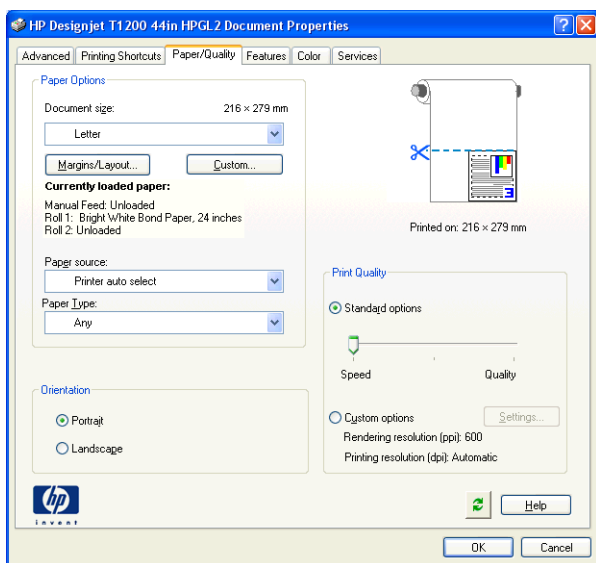 HP Designjet T1200 44in HPGL2 Document Properties
Advanced Printing Shortcuts Paper/Quality Features Color Services
Paper Options
Document size: 216 × 279 mm
Letter
Margins/Layout... Custom...
Currently loaded paper:
Manual Feed: Unloaded
Roll 1: Bright White Bond Paper, 24 inches
Roll 2: Unloaded
Paper source:
Printer auto select
Paper Type:
Any
Orientation
Portrait
Landscape
3
Printed on: 216 × 279 mm
Print Quality
Standard options
Speed Quality
Custom options Settings...
Rendering resolution (ppi): 600
Printing resolution (dpi): Automatic
hp
invent
Help
OK Cancel